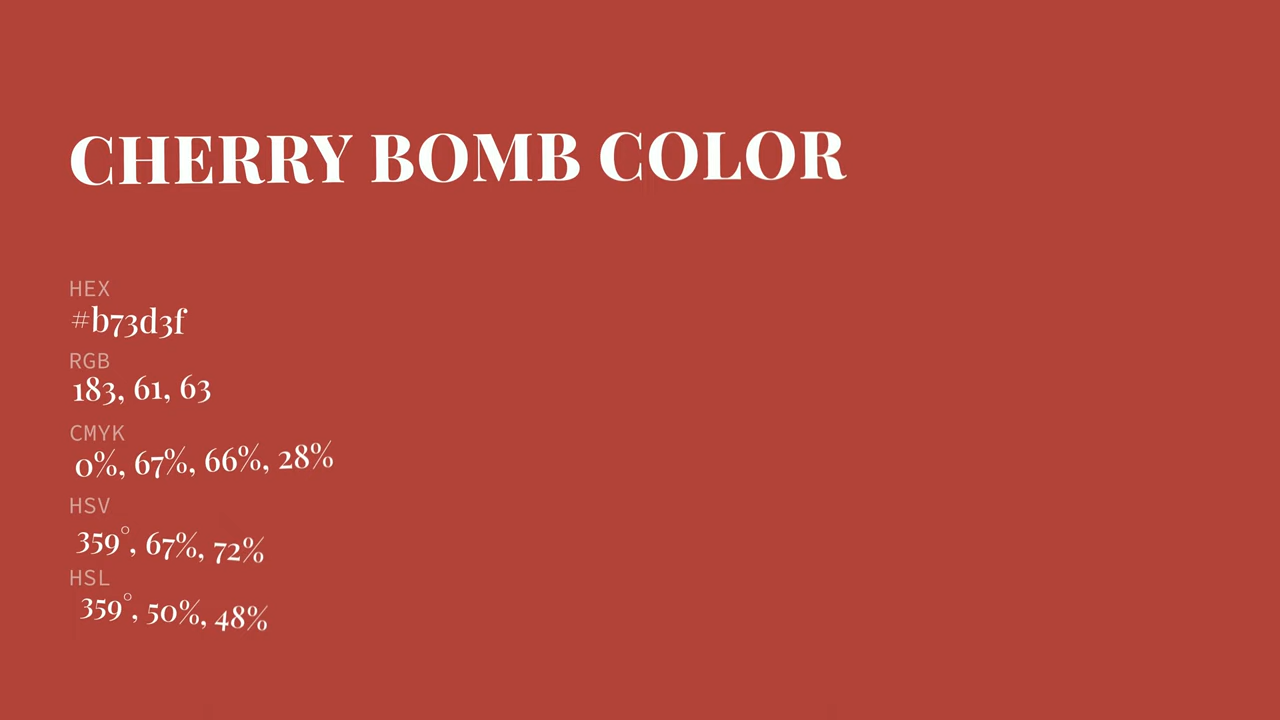 CHERRY BOMB COLOR
HEX
#b73d3f
RGB
183, 61, 63
CMYK
0%, 67%, 66%, 28%
HSV
359°, 67%, 72%
HSL
359°, 50%, 48%